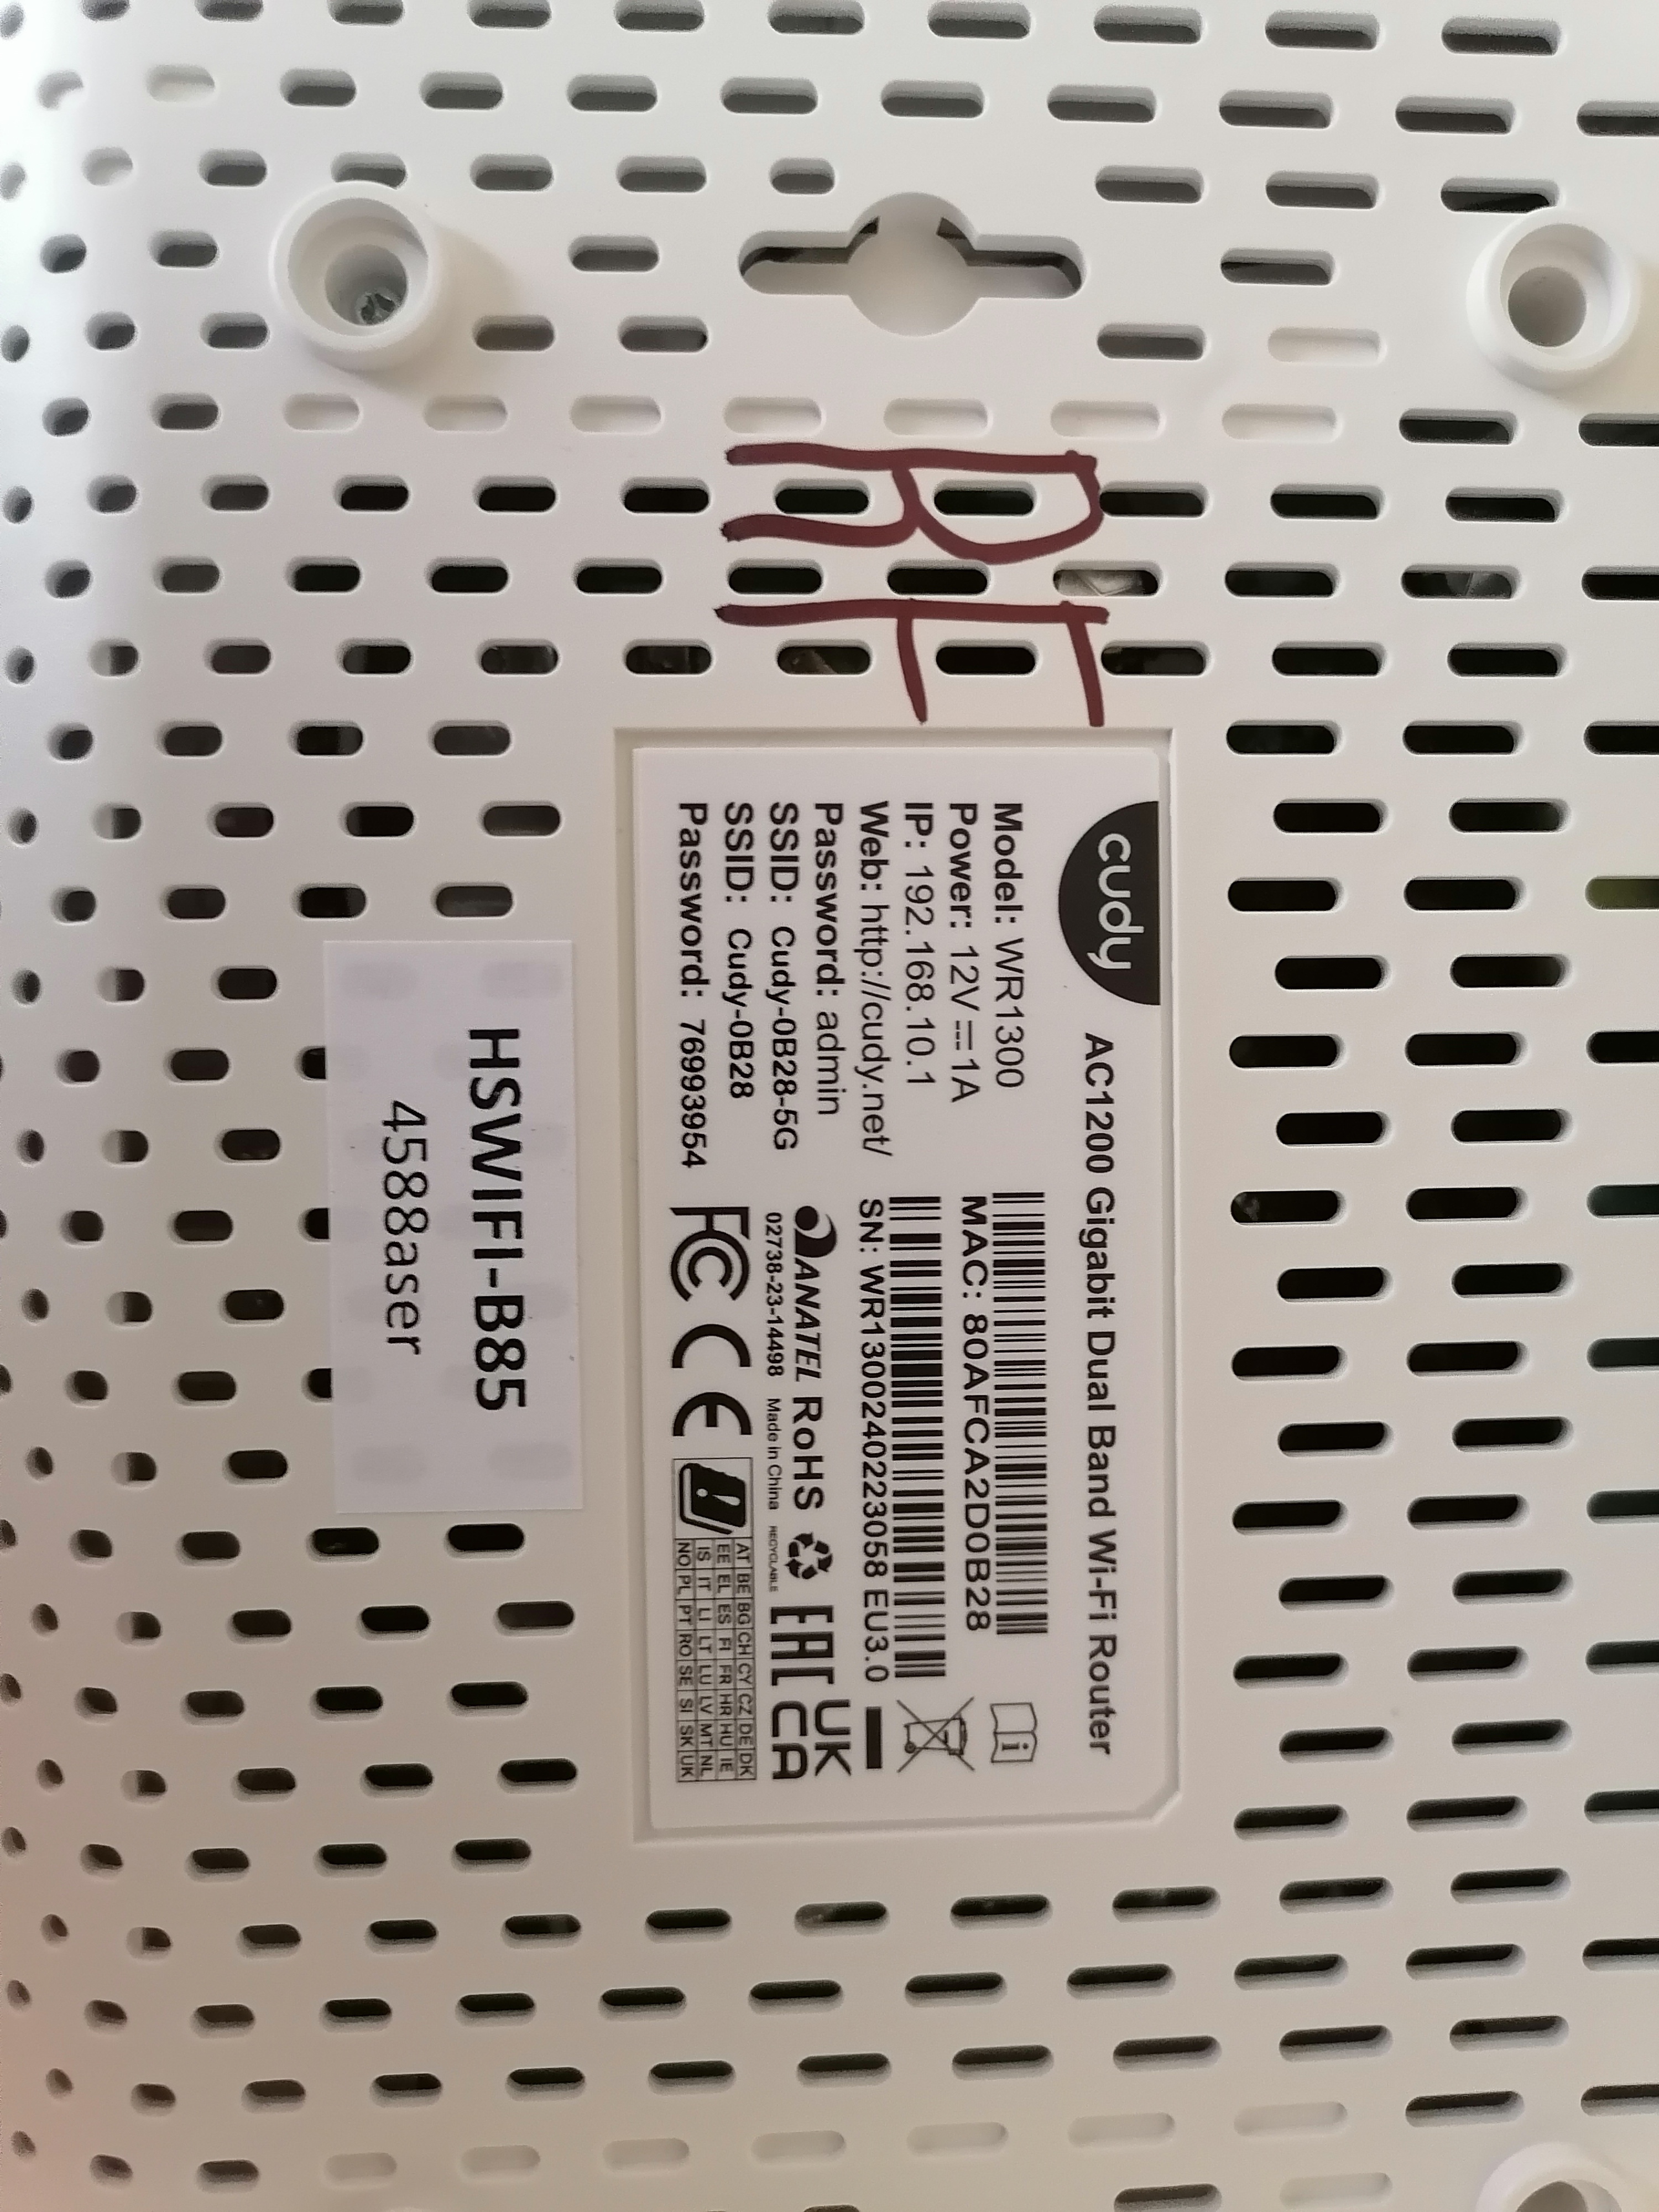 RF
cudy
AC1200 Gigabit Dual Band Wi-Fi Router
Model: WR1300
Power: 12V⎓1A
IP: 192.168.10.1
Web: http://cudy.net/
Password: admin
SSID: Cudy-0B28-5G
SSID: Cudy-0B28
Password: 76993954
MAC: 80AFCA2D0B28
SN: WR1300240223058 EU3.0
ANATEL RoHS
02738-23-14498 Made in China RECYCLABLE
FC CE
EAC UK CA
AT BE BG CH CY CZ DE DK
EE EL ES FI FR HR HU IE
IS IT LI LT LU LV MT NL
NO PL PT RO SE SI SK UK
HSWIFI-B85
4588aser